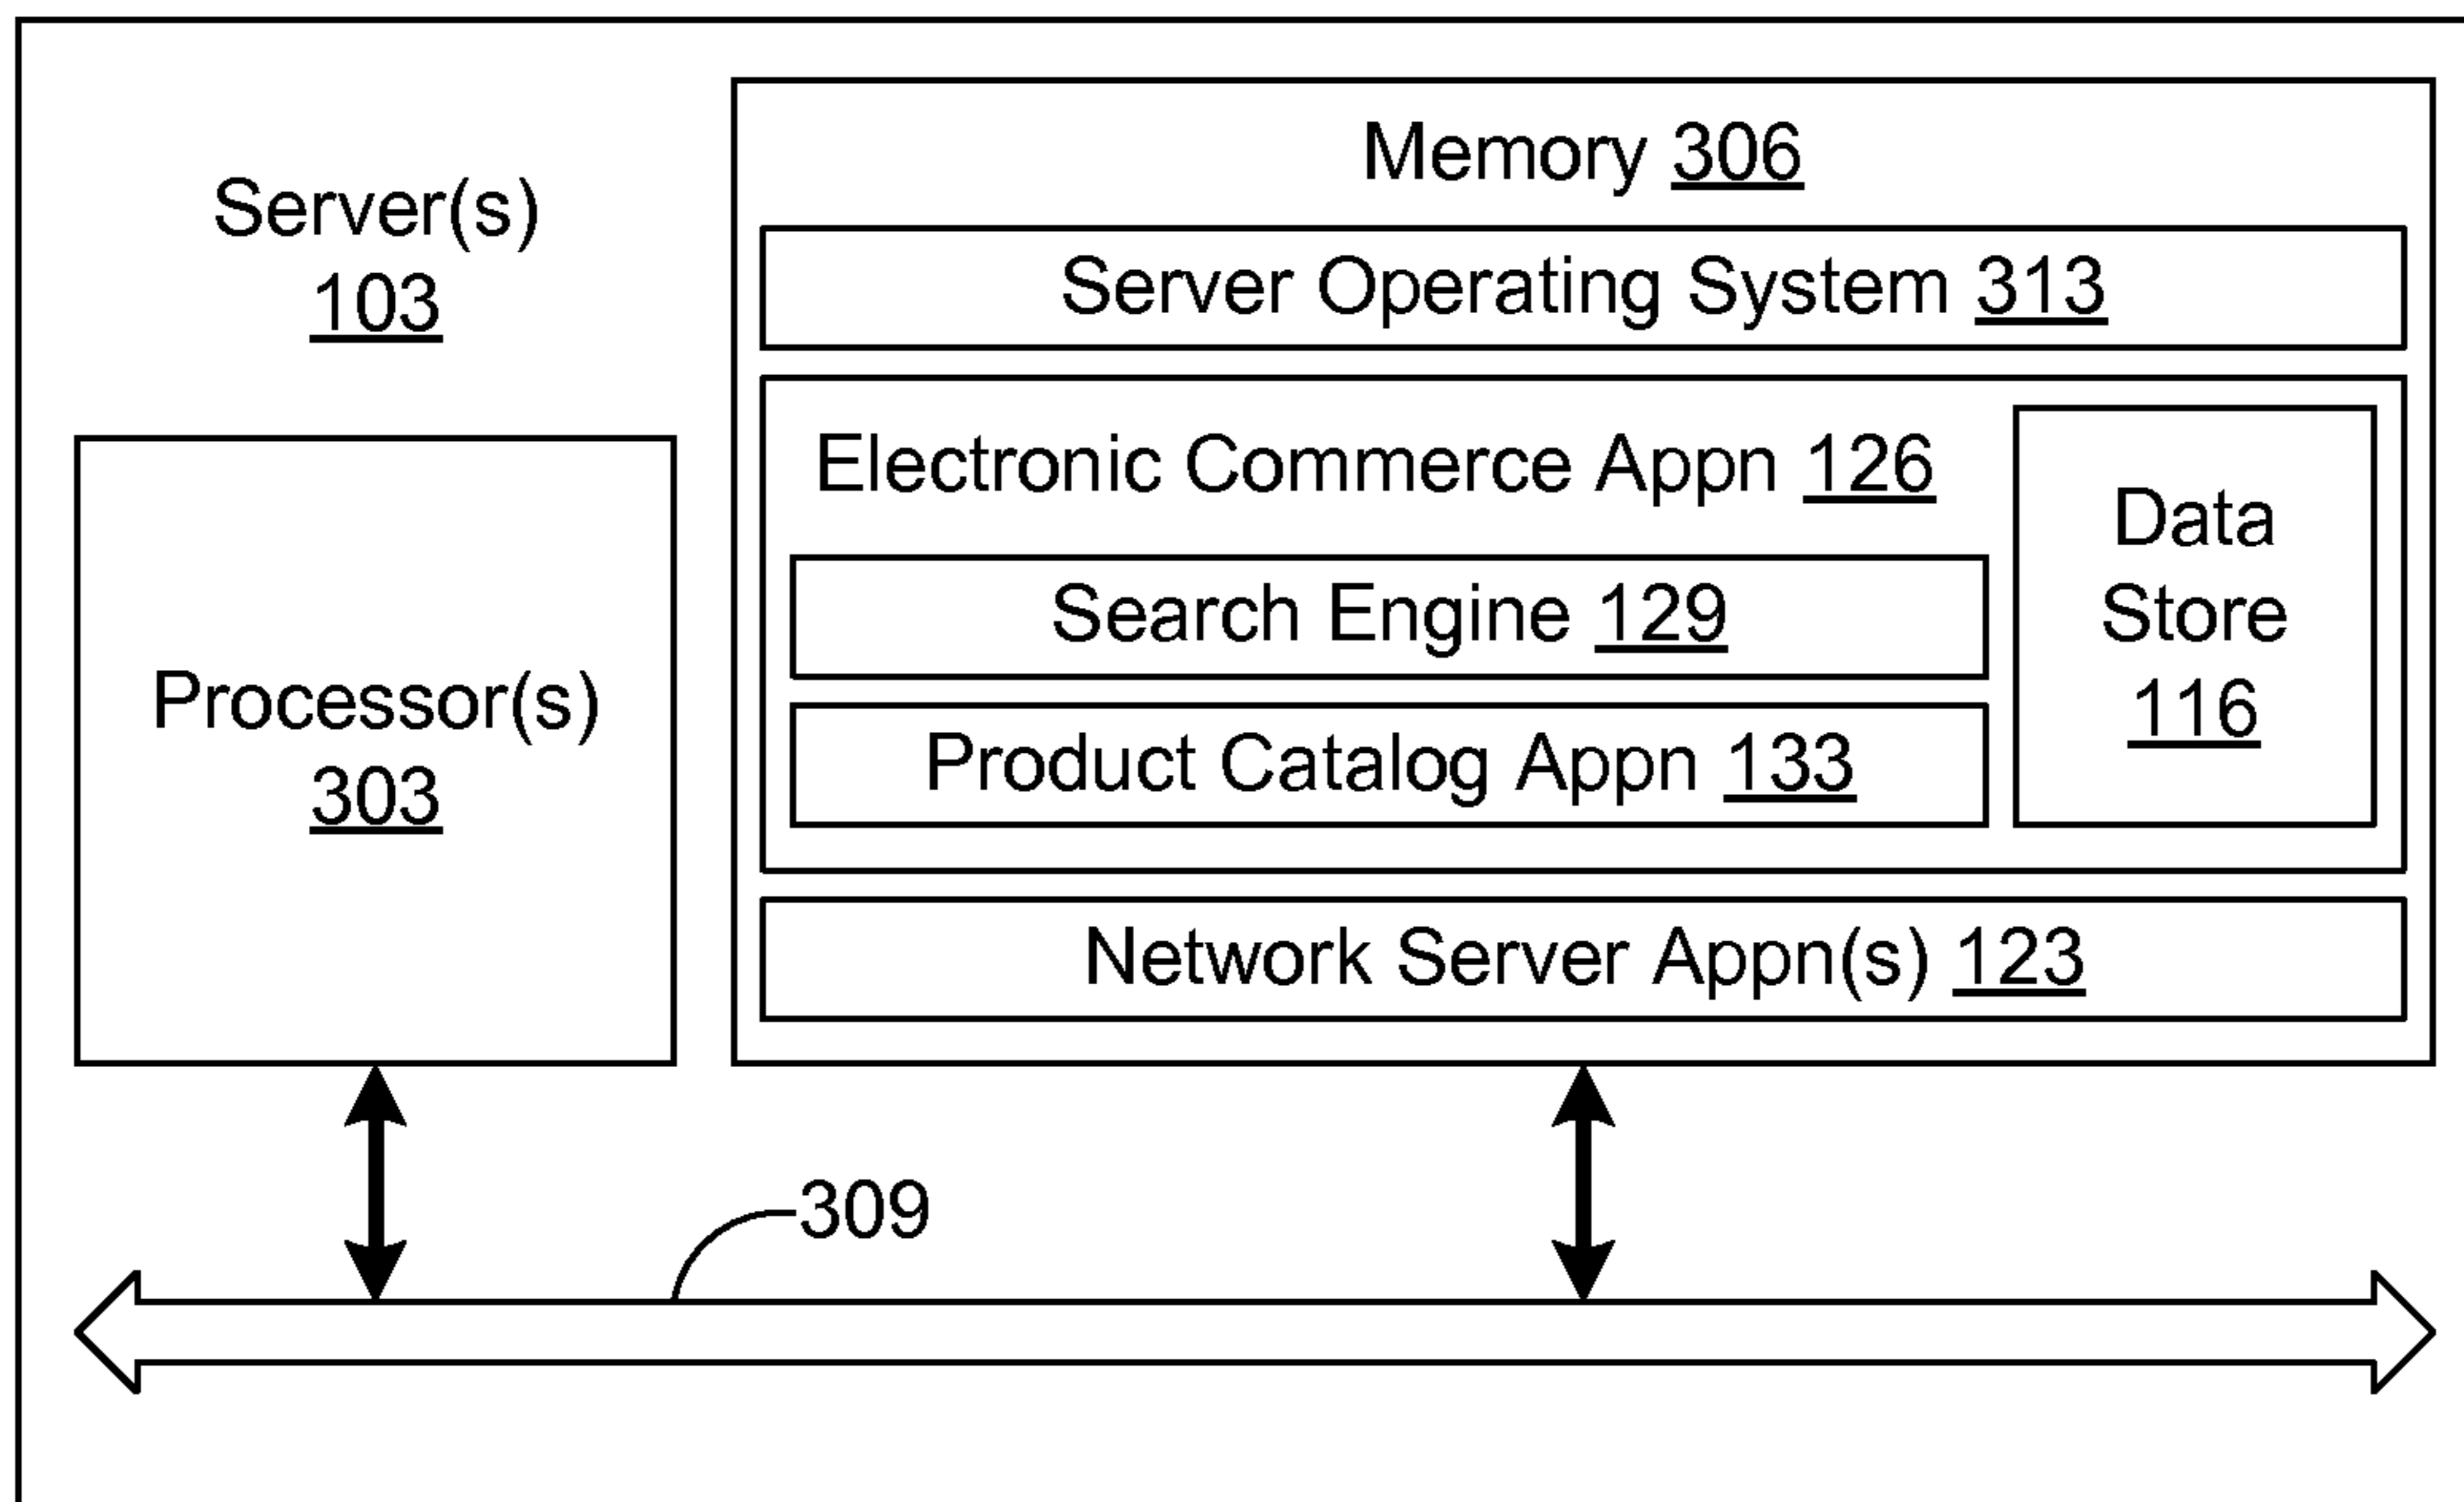 Server(s)
103
Processor(s)
303
Memory 306
Server Operating System 313
Electronic Commerce Appn 126
Search Engine 129
Product Catalog Appn 133
Data
Store
116
Network Server Appn(s) 123
309